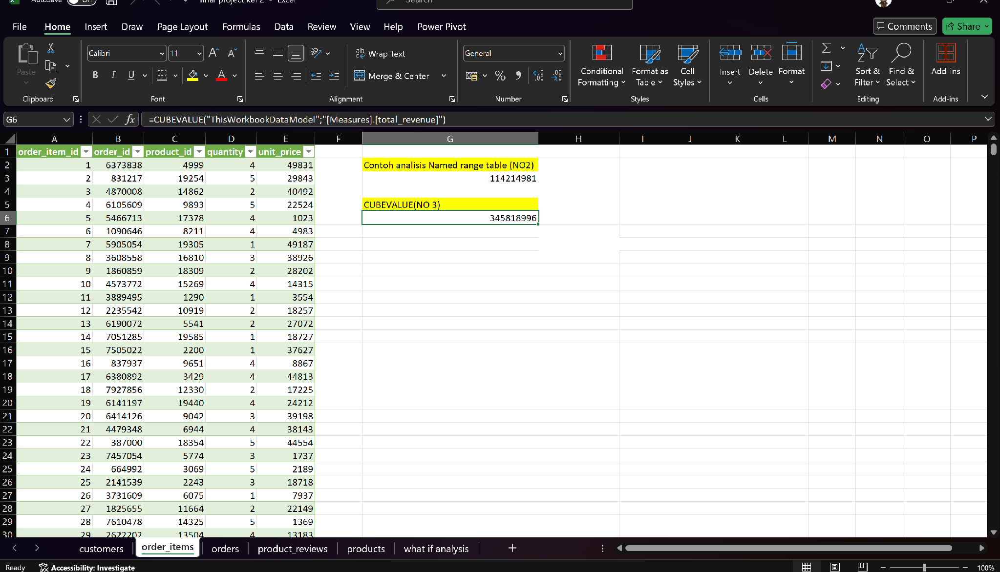 AutoSave Off final project ker 2 - Excel Search
File Home Insert Draw Page Layout Formulas Data Review View Help Power Pivot Comments Share
Calibri 11 Wrap Text General
Paste B I U Merge & Center % Conditional Formatting Format as Table Cell Styles Insert Delete Format Sort & Filter Find & Select Add-ins
Clipboard Font Alignment Number Styles Cells Editing Add-ins
G6 fx =CUBEVALUE("ThisWorkbookDataModel";"[Measures].[total_revenue]")
A B C D E F G H I J K L M N O P
1 order_item_id order_id product_id quantity unit_price
2 1 6373838 4999 4 49831 Contoh analisis Named range table (NO2)
3 2 831217 19254 5 29843 114214981
4 3 4870008 14862 2 40492
5 4 6105609 9893 5 22524 CUBEVALUE(NO 3)
6 5 5466713 17378 4 1023 345818996
7 6 1090646 8211 4 4983
8 7 5905054 19305 1 49187
9 8 3608558 16810 3 38926
10 9 1860859 18309 2 28202
11 10 4573772 15269 4 14315
12 11 3889495 1290 1 3554
13 12 2235542 10919 2 18257
14 13 6190072 5541 2 27072
15 14 7051285 19585 1 18727
16 15 7505022 2200 1 37627
17 16 837937 9651 4 8867
18 17 6380892 3429 4 44813
19 18 7927856 12330 2 17225
20 19 6141197 19440 4 24212
21 20 6414126 9042 3 39198
22 21 4479348 6944 4 38143
23 22 387000 18354 5 44554
24 23 7457054 5774 3 1737
25 24 664992 3069 5 2189
26 25 2141539 2243 3 18718
27 26 3731609 6075 1 7937
28 27 1825655 11664 2 22149
29 28 7610478 14325 5 1369
30 29 2622202 13504 4 13183
customers order_items orders product_reviews products what if analysis
Ready Accessibility: Investigate 100%